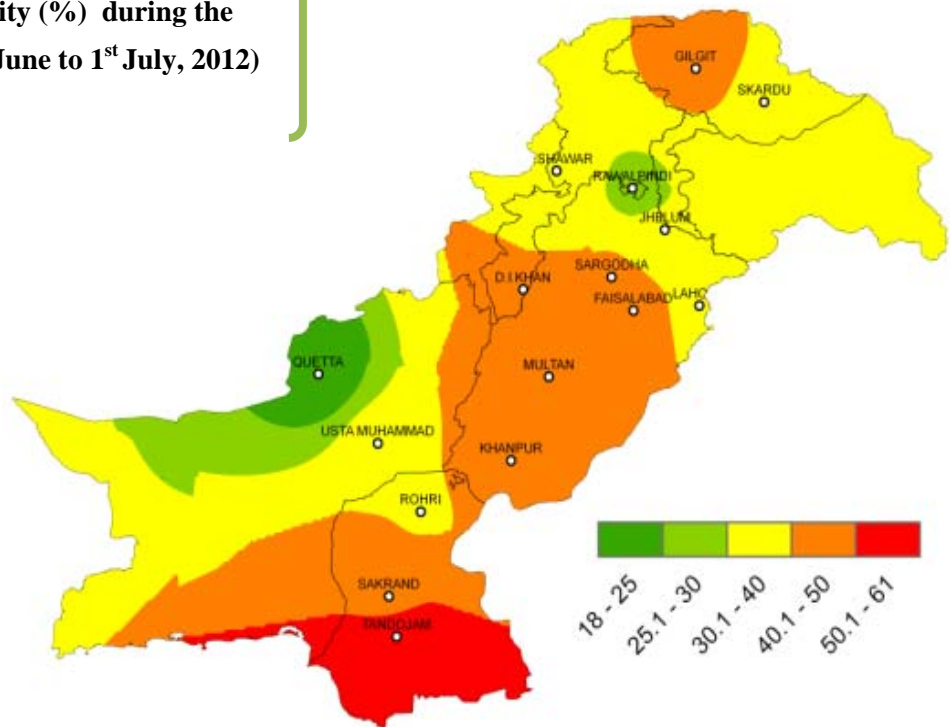 ity (%) during the
June to 1st July, 2012)
GILGIT
SKARDU
SHAWAR
RAWALPINDI
JHELUM
SARGODHA
D.I KHAN
FAISALABAD
LAHO
QUETTA
MULTAN
USTA MUHAMMAD
KHANPUR
ROHRI
SAKRAND
TANDOJAM
18 - 25
25.1 - 30
30.1 - 40
40.1 - 50
50.1 - 61